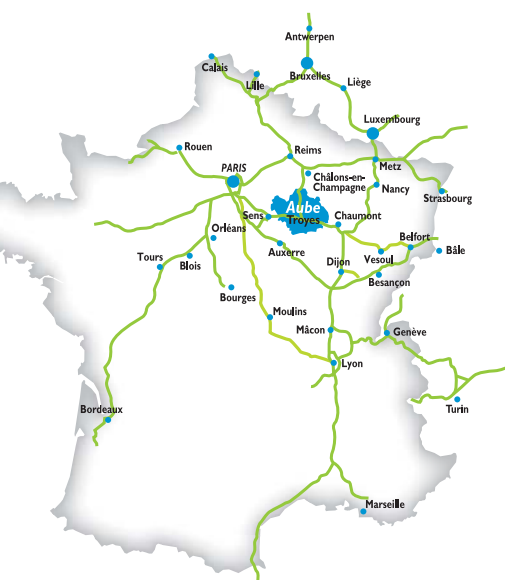 Antwerpen
Calais
Bruxelles
Lille
Liège
Luxembourg
Rouen
Reims
PARIS
Metz
Châlons-en-
Champagne
Nancy
Strasbourg
Aube
Sens
Troyes
Chaumont
Orléans
Belfort
Auxerre
Bâle
Tours
Blois
Dijon
Vesoul
Besançon
Bourges
Moulins
Mâcon
Genève
Lyon
Bordeaux
Turin
Marseille